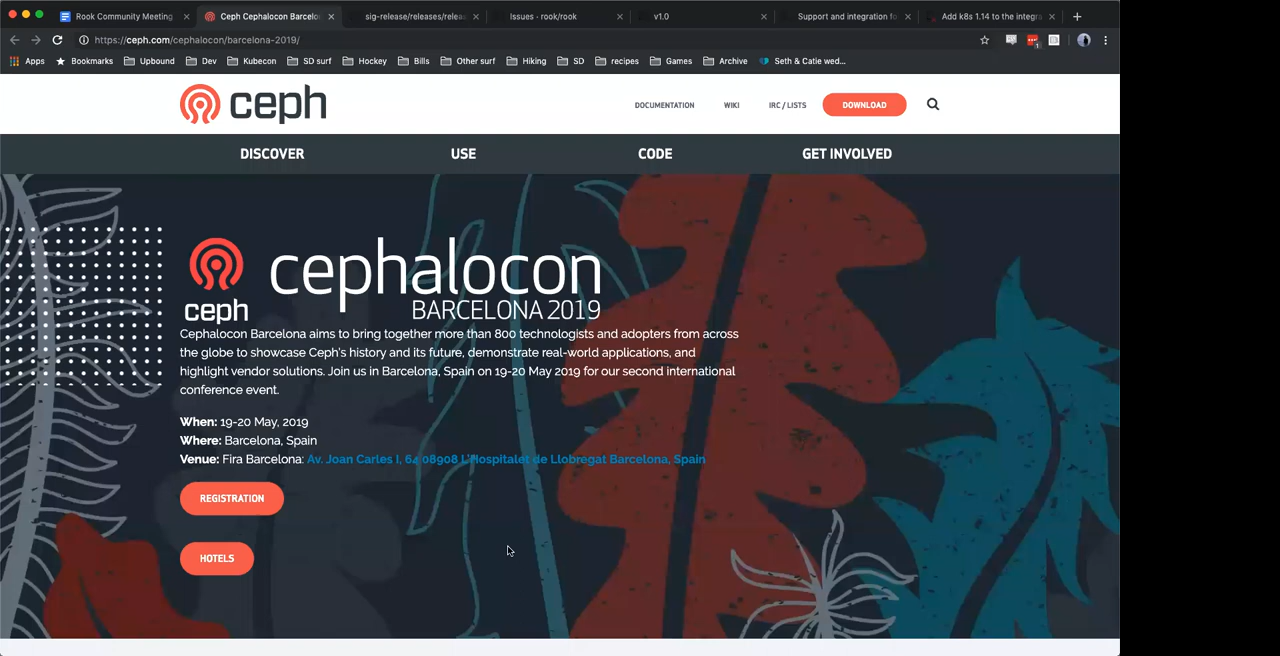 Rook Community Meeting
Ceph Cephalocon Barcelo
sig-release/releases/relea
Issues · rook/rook
v1.0
Support and integration fo
Add k8s 1.14 to the integra
https://ceph.com/cephalocon/barcelona-2019/
Apps
Bookmarks
Upbound
Dev
Kubecon
SD surf
Hockey
Bills
Other surf
Hiking
SD
recipes
Games
Archive
Seth & Catie wed...
ceph
DOCUMENTATION
WIKI
IRC / LISTS
DOWNLOAD
DISCOVER
USE
CODE
GET INVOLVED
ceph
cephalocon
BARCELONA 2019
Cephalocon Barcelona aims to bring together more than 800 technologists and adopters from across
the globe to showcase Ceph's history and its future, demonstrate real-world applications, and
highlight vendor solutions. Join us in Barcelona, Spain on 19-20 May 2019 for our second international
conference event.
When: 19-20 May, 2019
Where: Barcelona, Spain
Venue: Fira Barcelona: Av. Joan Carles I, 64 08908 L'Hospitalet de Llobregat Barcelona, Spain
REGISTRATION
HOTELS